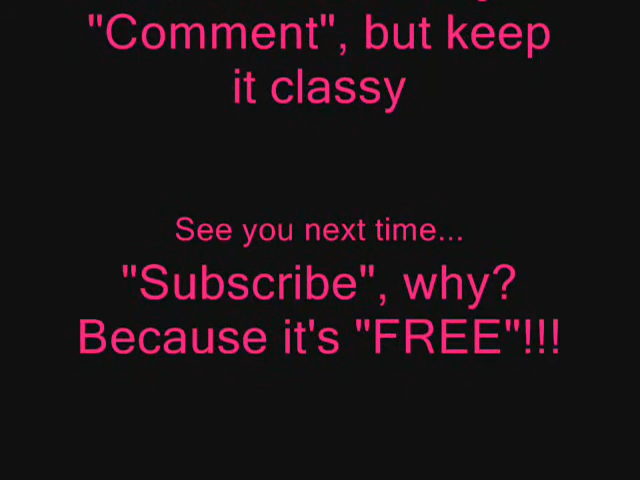 "Comment", but keep
it classy
See you next time...
"Subscribe", why?
Because it's "FREE"!!!